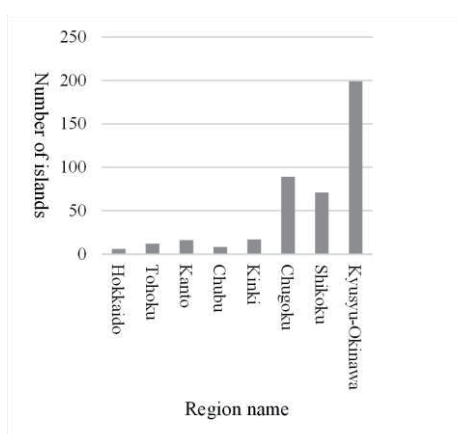 250
200
150
100
50
0
Number of islands
Hokkaido
Tohoku
Kanto
Chubu
Kinki
Chugoku
Shikoku
Kyusyu-Okinawa
Region name